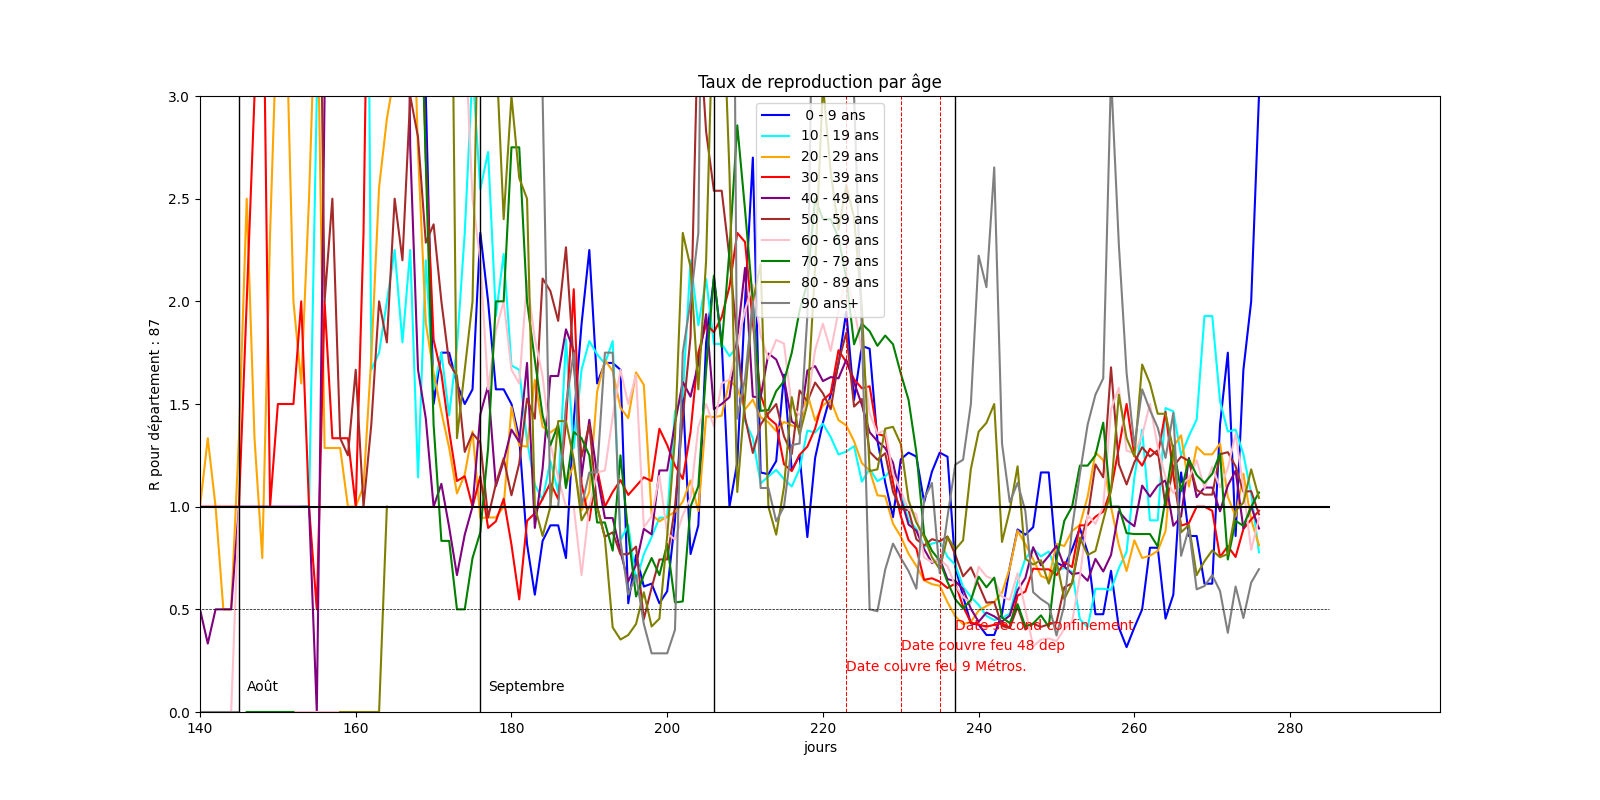 Taux de reproduction par âge
3.0
2.5
2.0
1.5
1.0
0.5
0.0
R pour département : 87
0 - 9 ans
10 - 19 ans
20 - 29 ans
30 - 39 ans
40 - 49 ans
50 - 59 ans
60 - 69 ans
70 - 79 ans
80 - 89 ans
90 ans+
Date second confinement
Date couvre feu 48 dep
Date couvre feu 9 Métros.
Août
Septembre
140
160
180
200
220
240
260
280
jours